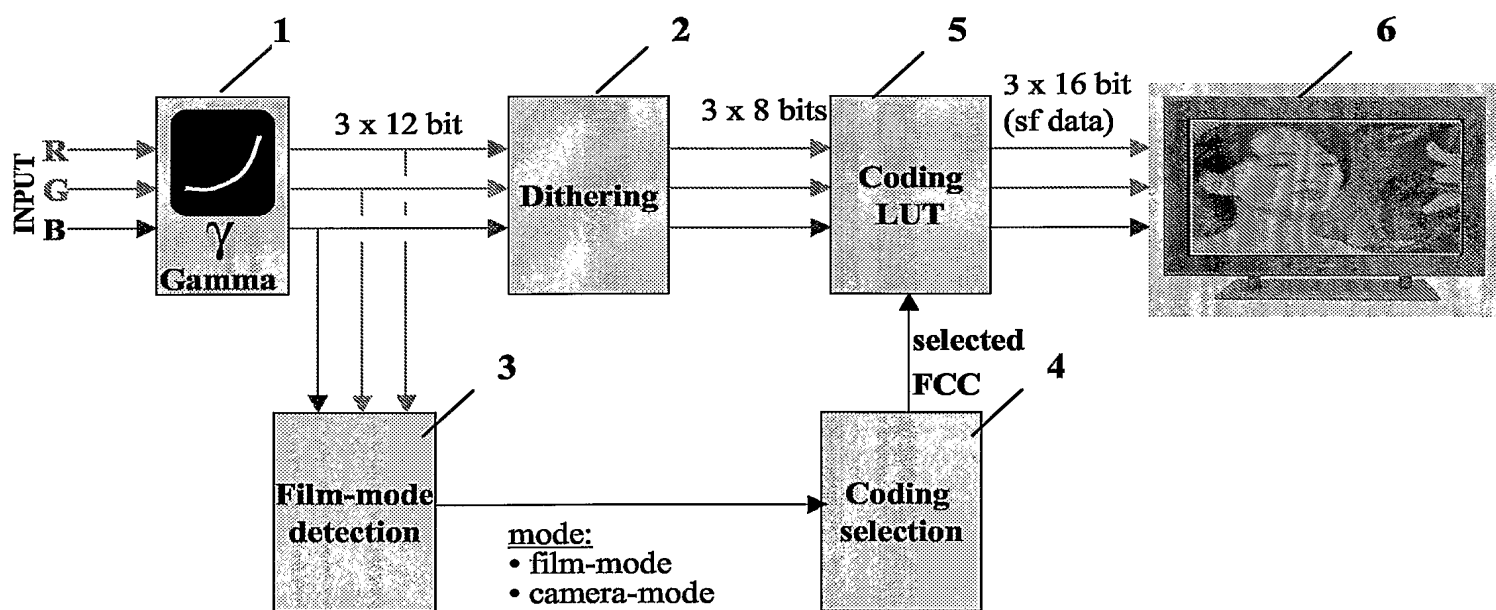 1
2
5
6
3 x 12 bit
3 x 8 bits
3 x 16 bit
(sf data)
INPUT
R
G
B
γ
Gamma
Dithering
Coding
LUT
selected
FCC
3
4
Film-mode
detection
Coding
selection
mode:
• film-mode
• camera-mode